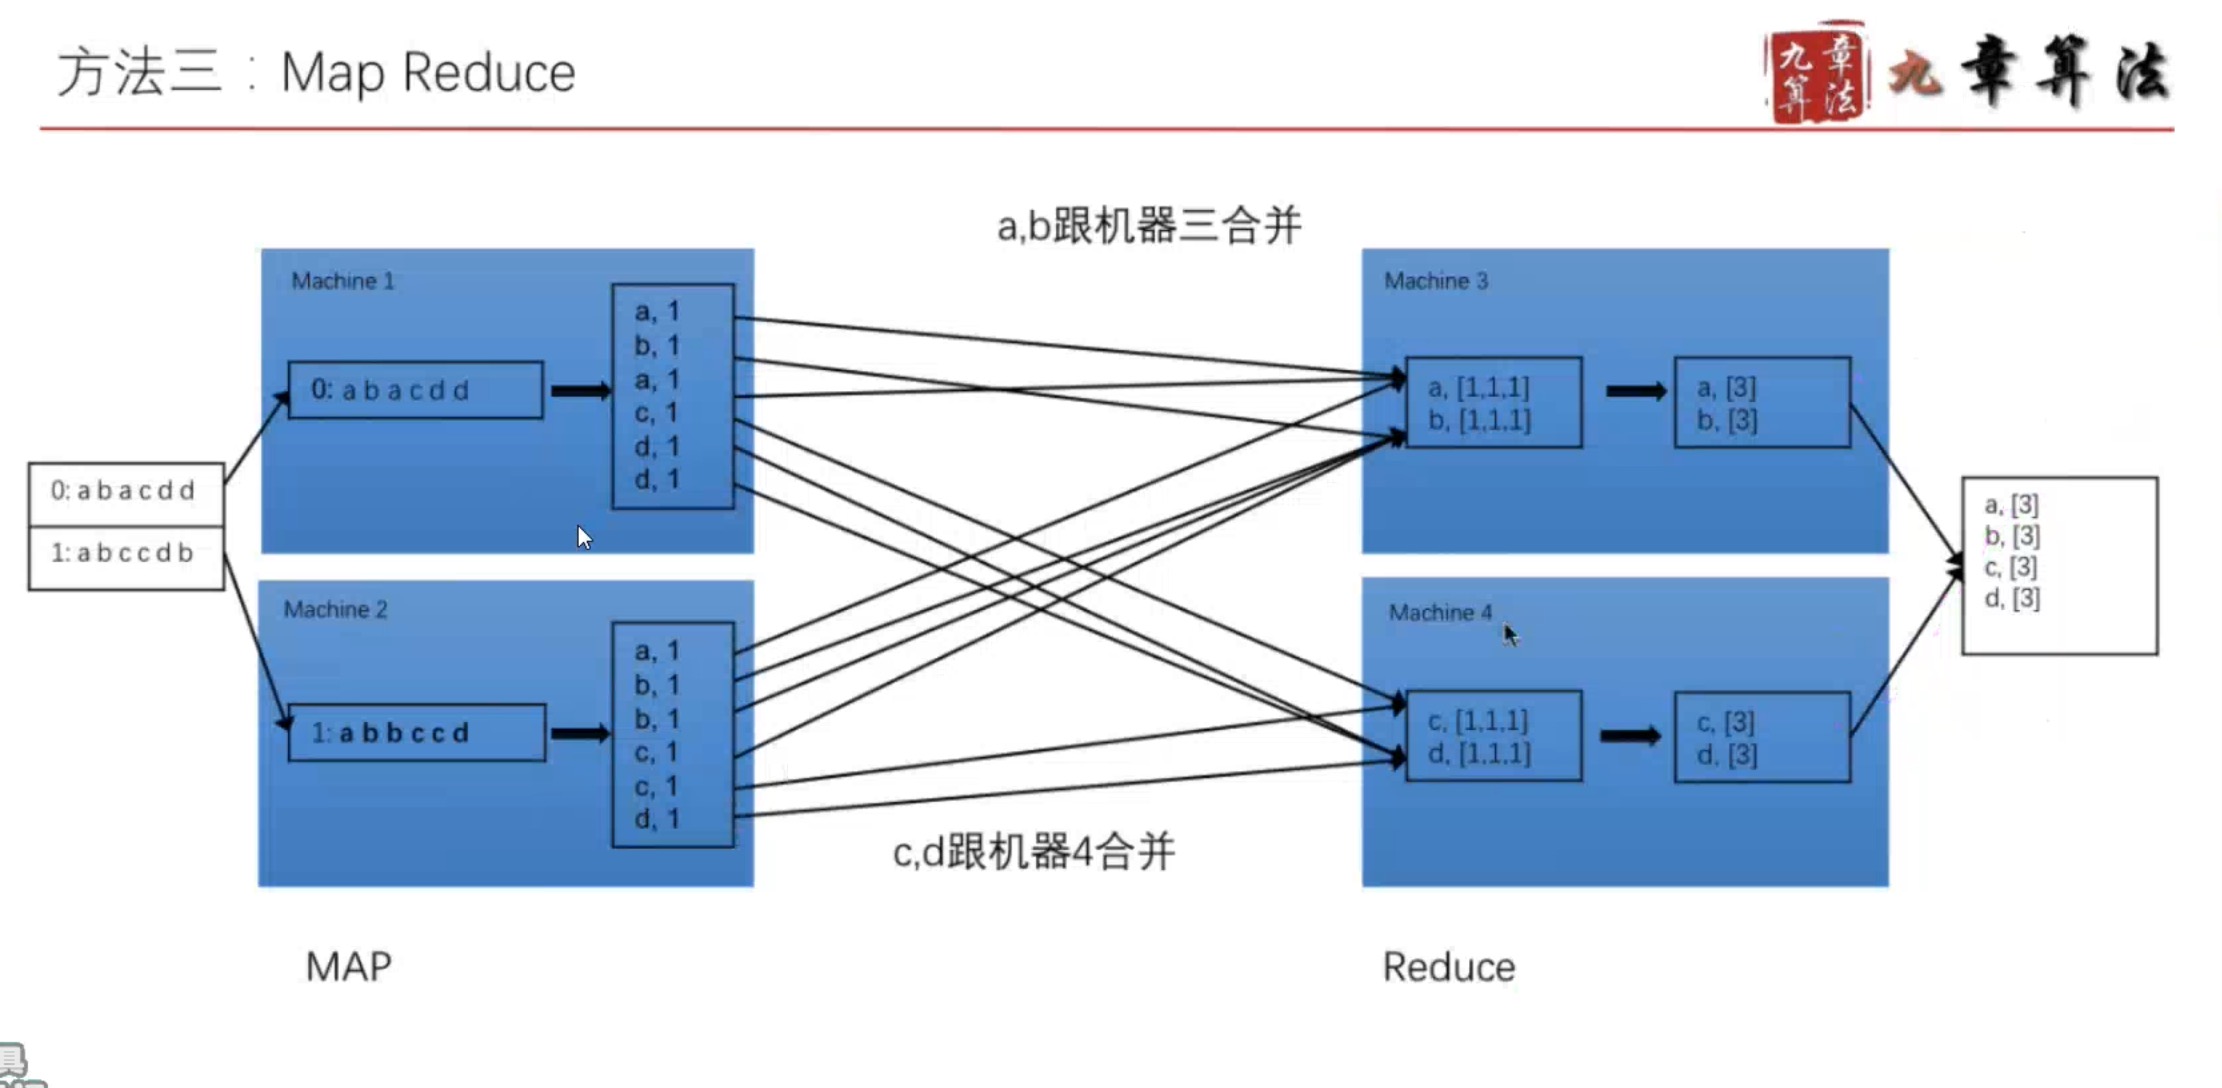 方法三：Map Reduce
九章算法
九章算法
a,b跟机器三合并
Machine 1
0: a b a c d d
a, 1
b, 1
a, 1
c, 1
d, 1
d, 1
Machine 3
a, [1,1,1]
b, [1,1,1]
a, [3]
b, [3]
0: a b a c d d
1: a b c c d b
a, [3]
b, [3]
c, [3]
d, [3]
Machine 2
1: a b b c c d
a, 1
b, 1
b, 1
c, 1
c, 1
d, 1
Machine 4
c, [1,1,1]
d, [1,1,1]
c, [3]
d, [3]
c,d跟机器4合并
MAP
Reduce